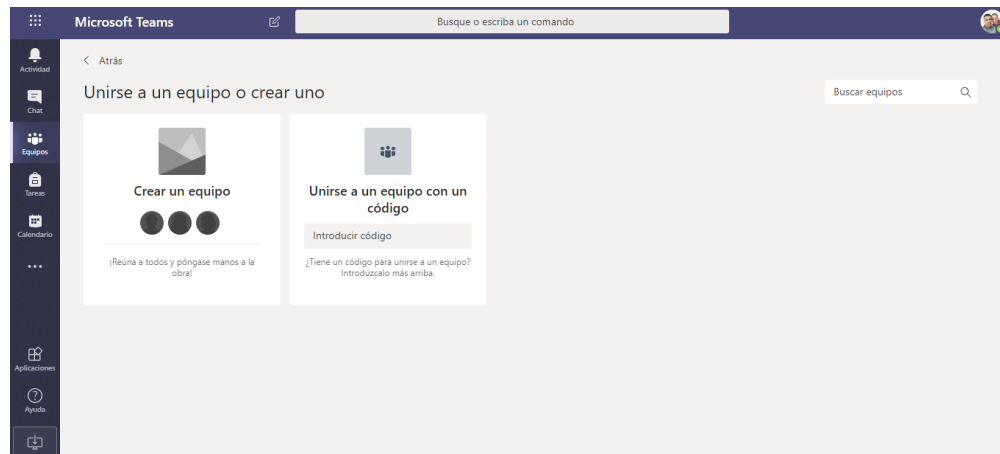 Microsoft Teams
Busque o escriba un comando
Actividad
Chat
Equipos
Tareas
Calendario
Aplicaciones
Ayuda
Atrás
Unirse a un equipo o crear uno
Buscar equipos
Crear un equipo
¡Reúna a todos y póngase manos a la
obra!
Unirse a un equipo con un
código
Introducir código
¿Tiene un código para unirse a un equipo?
Introdúzcalo más arriba.